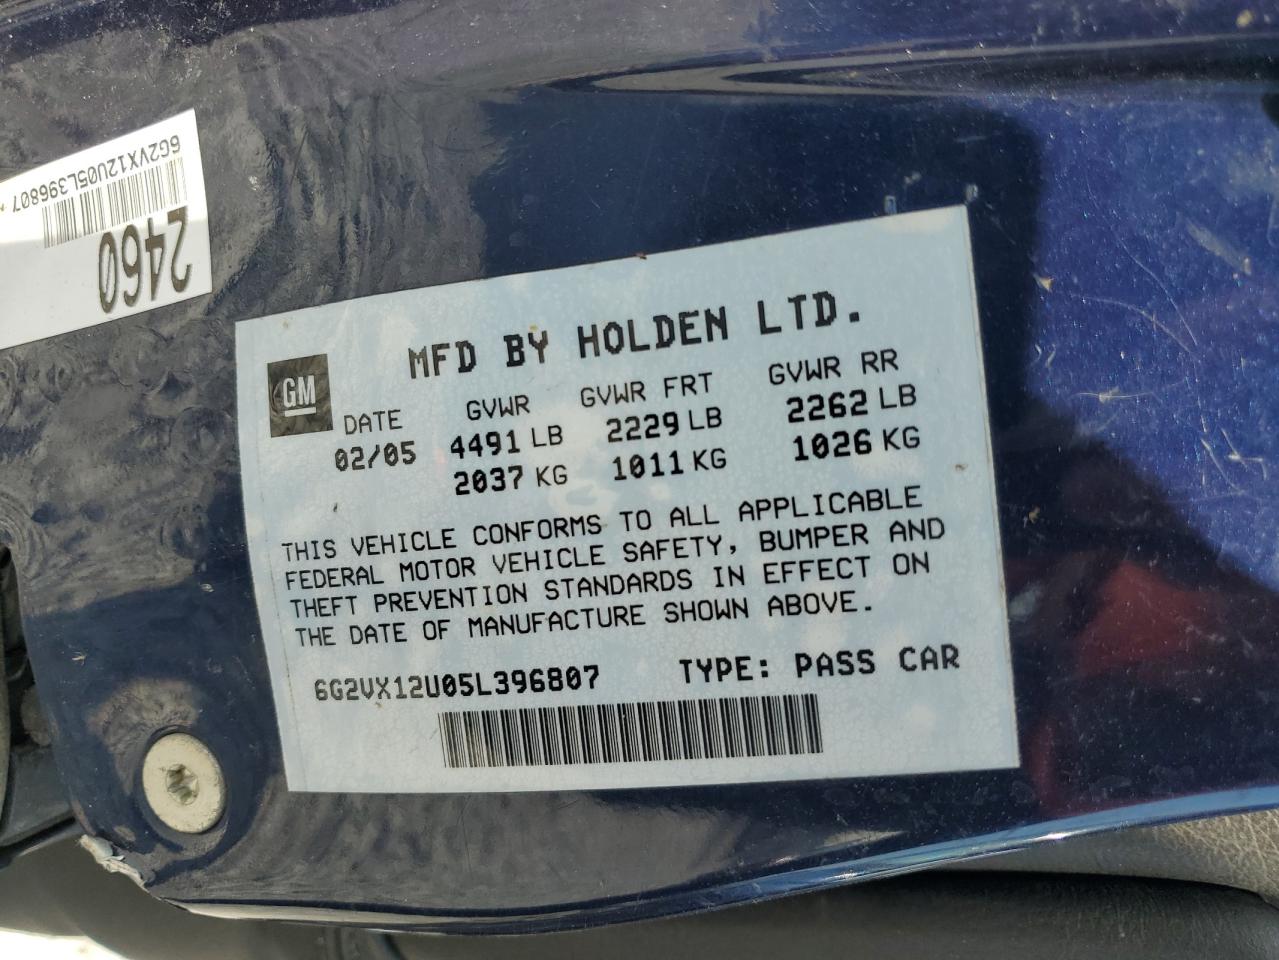 6G2VX12U05L396807
2460
GM
MFD BY HOLDEN LTD.
DATE GVWR GVWR FRT GVWR RR
02/05 4491 LB 2229 LB 2262 LB
2037 KG 1011 KG 1026 KG
THIS VEHICLE CONFORMS TO ALL APPLICABLE
FEDERAL MOTOR VEHICLE SAFETY, BUMPER AND
THEFT PREVENTION STANDARDS IN EFFECT ON
THE DATE OF MANUFACTURE SHOWN ABOVE.
6G2VX12U05L396807 TYPE: PASS CAR